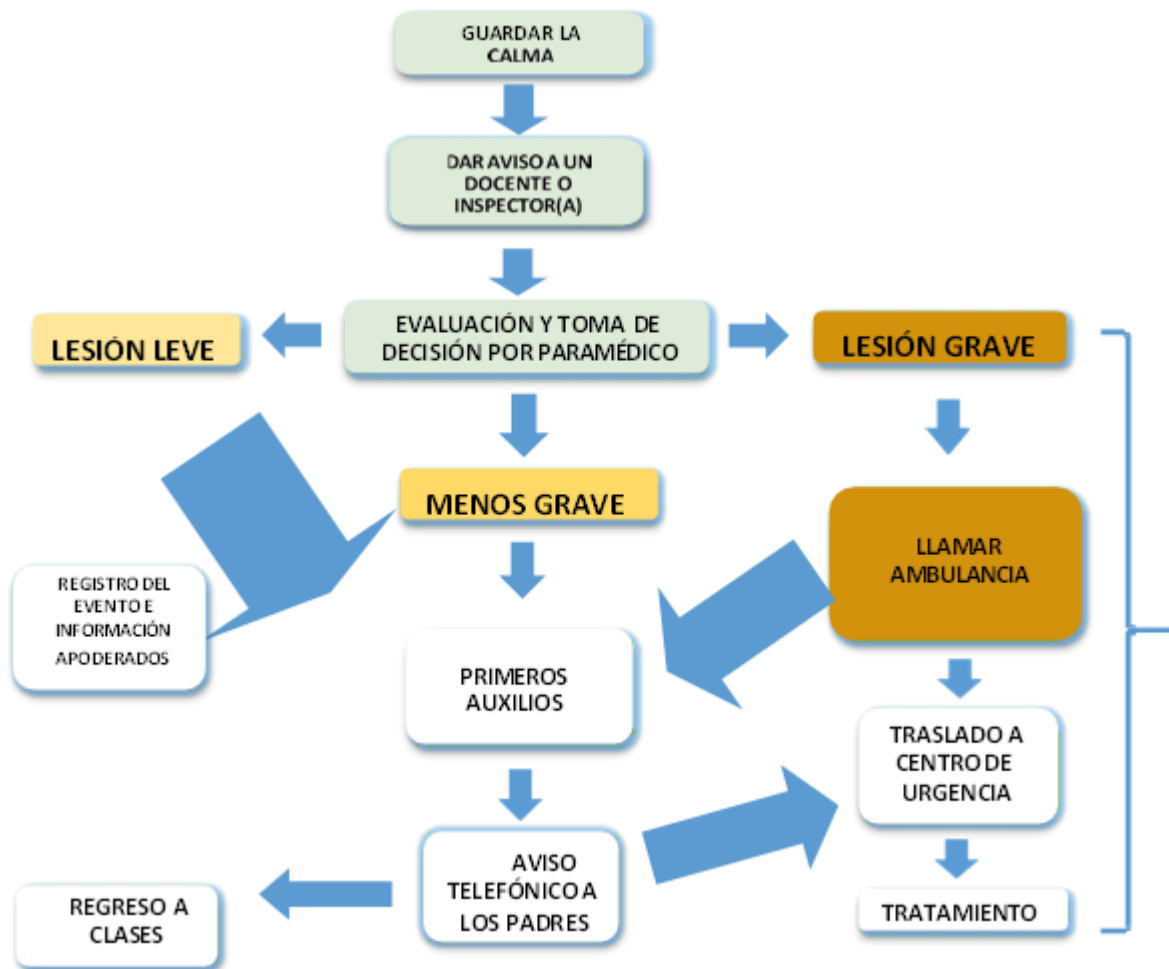 GUARDAR LA
CALMA
DAR AVISO A UN
DOCENTE O
INSPECTOR(A)
EVALUACIÓN Y TOMA DE
DECISIÓN POR PARAMÉDICO
LESIÓN LEVE
LESIÓN GRAVE
MENOS GRAVE
LLAMAR
AMBULANCIA
REGISTRO DEL
EVENTO E
INFORMACIÓN
APODERADOS
PRIMEROS
AUXILIOS
TRASLADO A
CENTRO DE
URGENCIA
AVISO
TELEFÓNICO A
LOS PADRES
REGRESO A
CLASES
TRATAMIENTO